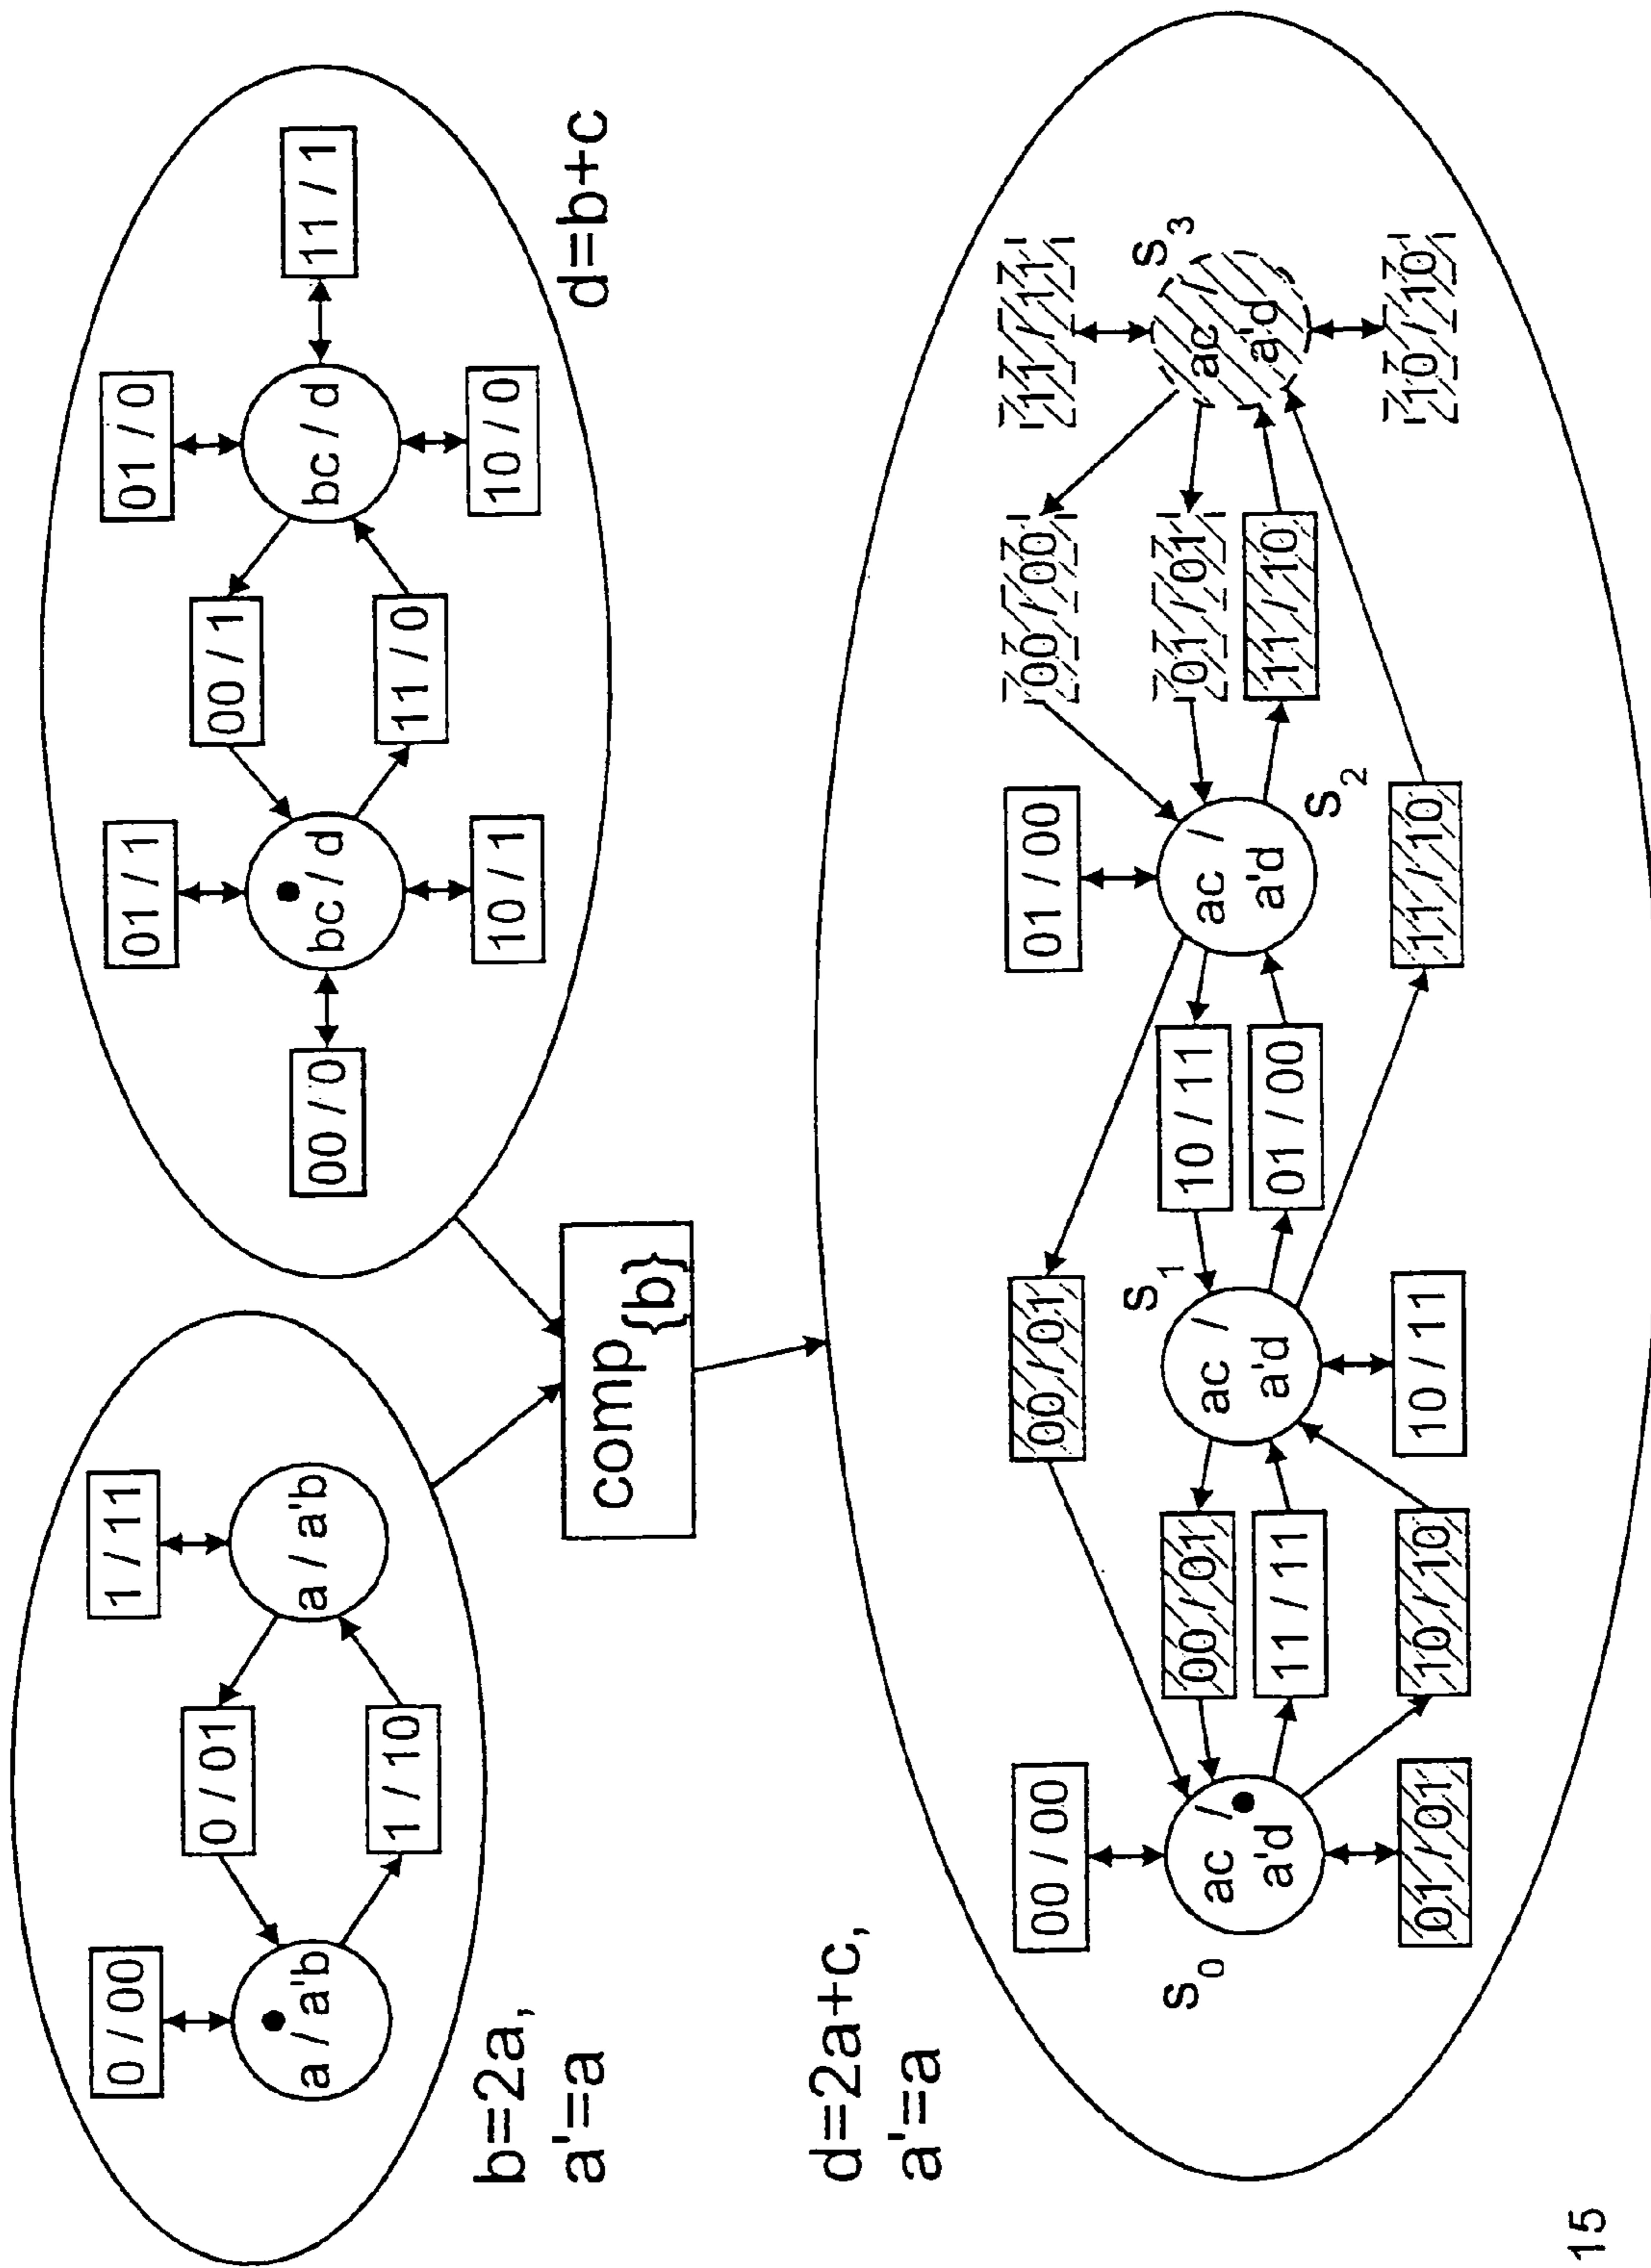 0 / 00
1 / 11
0 / 01
a / a'b
a / a'b
1 / 10
b=2a,
a'=a
01 / 1
01 / 0
00 / 1
00 / 0
bc / d
bc / d
11 / 1
11 / 0
10 / 1
10 / 0
d=b+c
comp{b}
d=2a+c,
a'=a
00 / 00
00 / 01
01 / 00
00 / 00
11 / 11
S0
ac /
a'd
00 / 01
11 / 11
S1
ac /
a'd
10 / 11
01 / 00
ac /
a'd
S2
01 / 01
11 / 10
S3
ac /
a'd
01 / 01
10 / 10
10 / 11
11 / 10
10 / 10
15